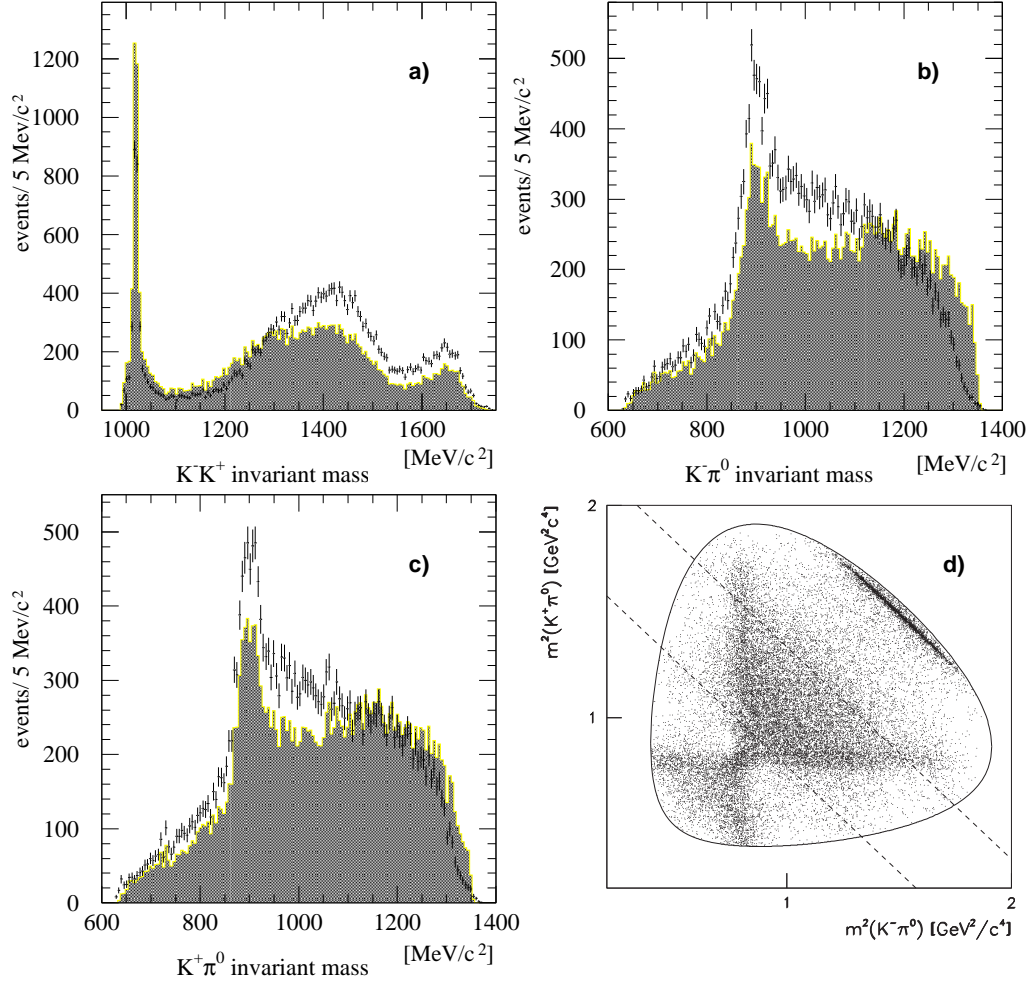 events/ 5 Mev/c²
1200
1000
800
600
400
200
0
a)
1000 1200 1400 1600
[MeV/c²]
K⁻K⁺ invariant mass
events/ 5 Mev/c²
500
400
300
200
100
0
b)
600 800 1000 1200 1400
[MeV/c²]
K⁻π⁰ invariant mass
events/ 5 Mev/c²
500
400
300
200
100
0
c)
600 800 1000 1200 1400
[MeV/c²]
K⁺π⁰ invariant mass
m²(K⁺π⁰) [GeV²c⁴]
2
1
d)
1 2
m²(K⁻π⁰) [GeV²/c⁴]